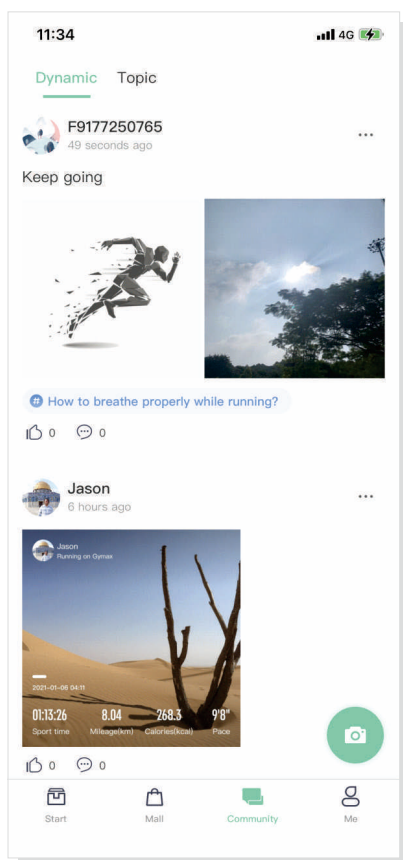 11:34
4G
Dynamic Topic
F9177250765
49 seconds ago
Keep going
# How to breathe properly while running?
0 0
Jason
6 hours ago
Jason
Running on Gymax
2021-01-06 04:11
01:13:26 8.04 268.3 9'8"
Sport time Mileage(km) Calories(kcal) Pace
0 0
Start Mall Community Me